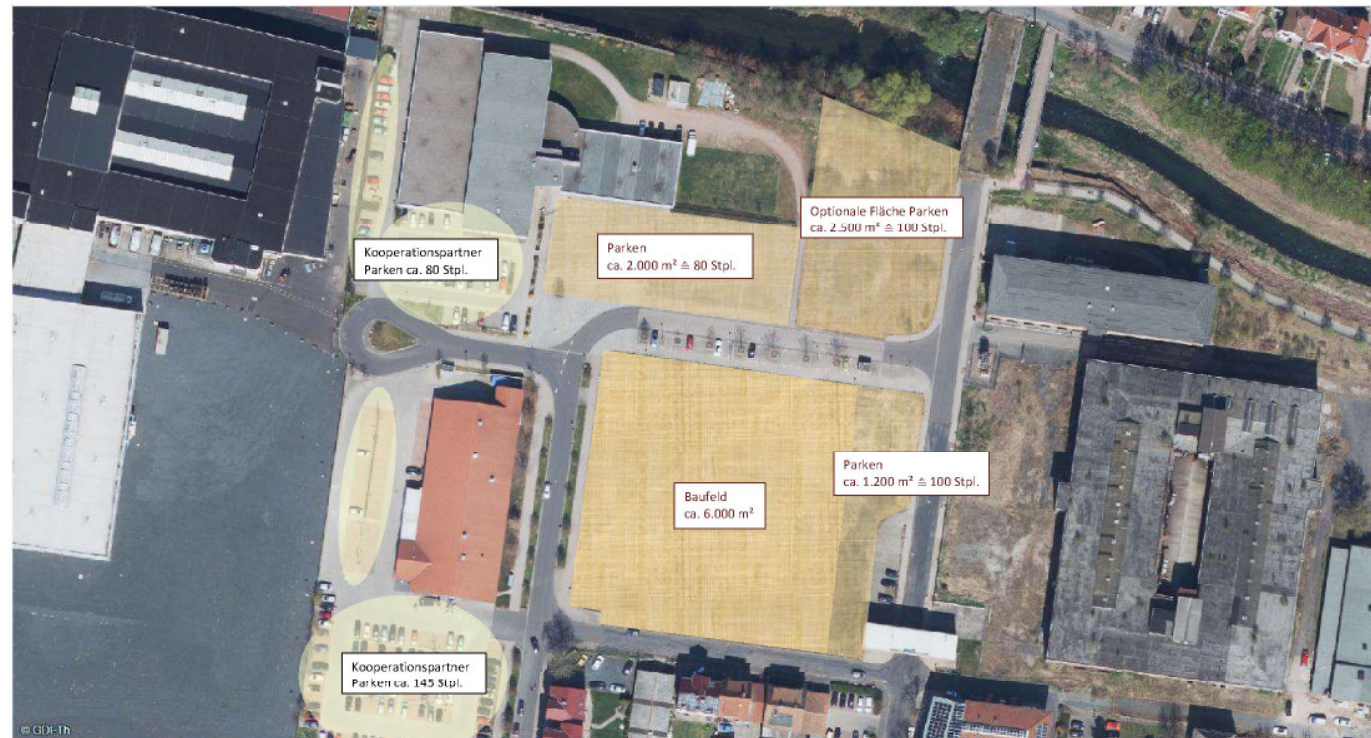 Optionale Fläche Parken
ca. 2.500 m² ≙ 100 Stpl.
Kooperationspartner
Parken ca. 80 Stpl.
Parken
ca. 2.000 m² ≙ 80 Stpl.
Parken
ca. 1.200 m² ≙ 100 Stpl.
Baufeld
ca. 6.000 m²
Kooperationspartner
Parken ca. 145 Stpl.
© GDI-Th